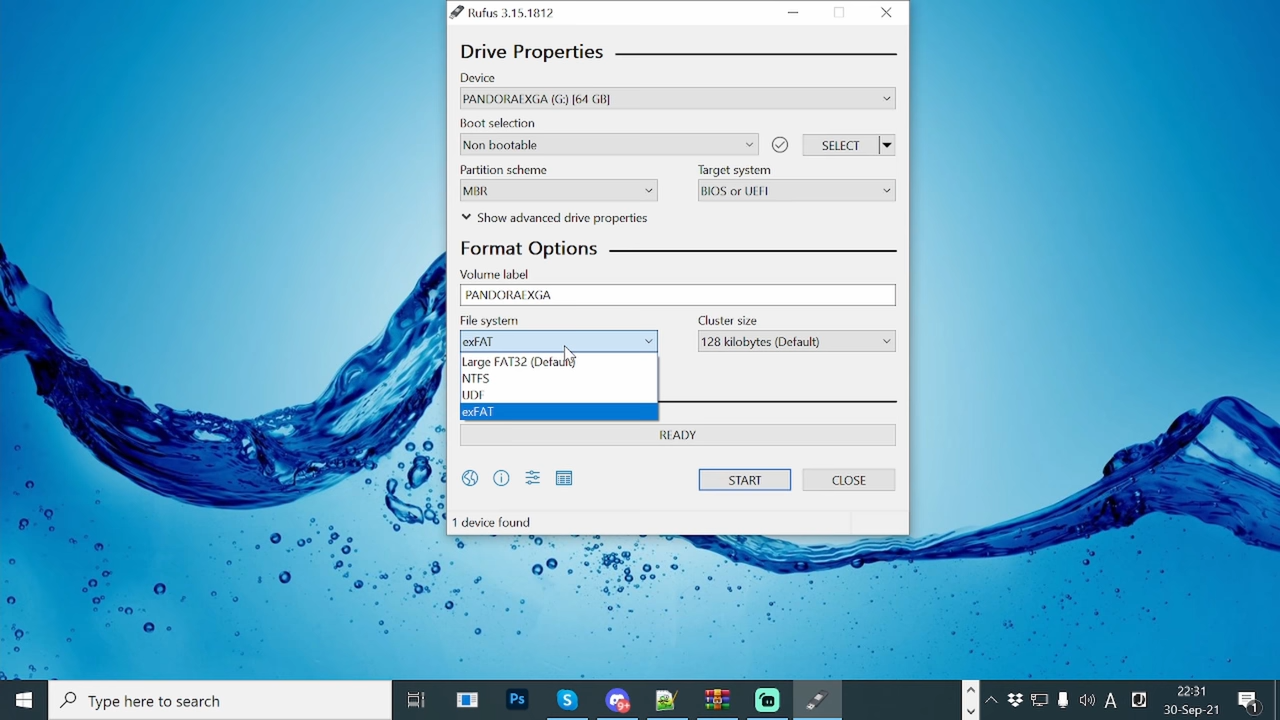 Rufus 3.15.1812
Drive Properties
Device
PANDORAEXGA (G:) [64 GB]
Boot selection
Non bootable
SELECT
Partition scheme
Target system
MBR
BIOS or UEFI
Show advanced drive properties
Format Options
Volume label
PANDORAEXGA
File system
Cluster size
exFAT
128 kilobytes (Default)
Large FAT32 (Default)
NTFS
UDF
exFAT
READY
START
CLOSE
1 device found
Type here to search
Ps
S
9+
A
22:31
30-Sep-21
1